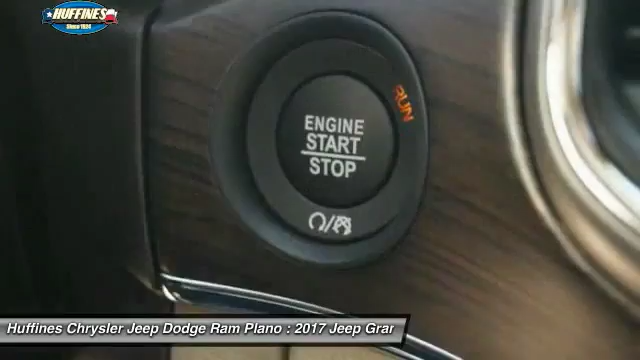 HUFFINES
Since 1924
RUN
ENGINE
START
STOP
Huffines Chrysler Jeep Dodge Ram Plano : 2017 Jeep Grar